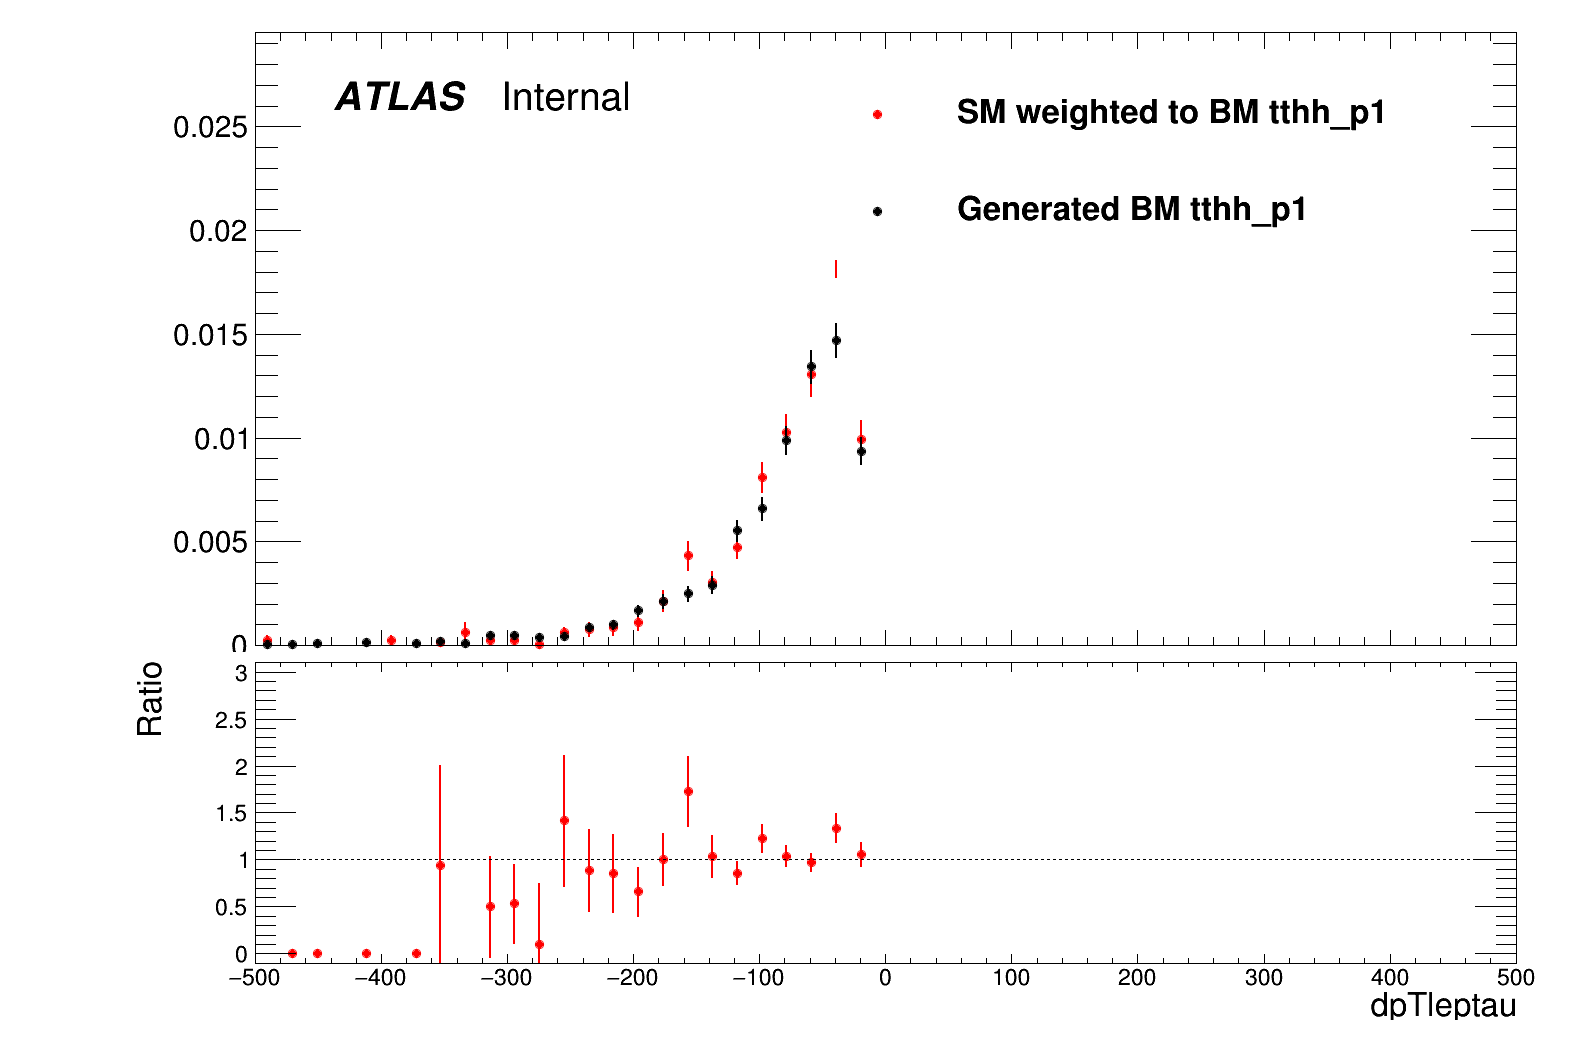 ATLAS Internal
SM weighted to BM tthh_p1
Generated BM tthh_p1
0.025
0.02
0.015
0.01
0.005
0
Ratio
3
2.5
2
1.5
1
0.5
0
−500 −400 −300 −200 −100 0 100 200 300 400 500
dpTleptau